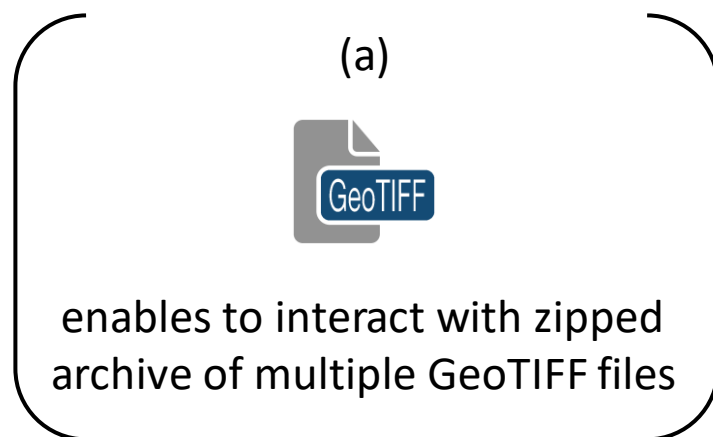 (a)
GeoTIFF
enables to interact with zipped
archive of multiple GeoTIFF files